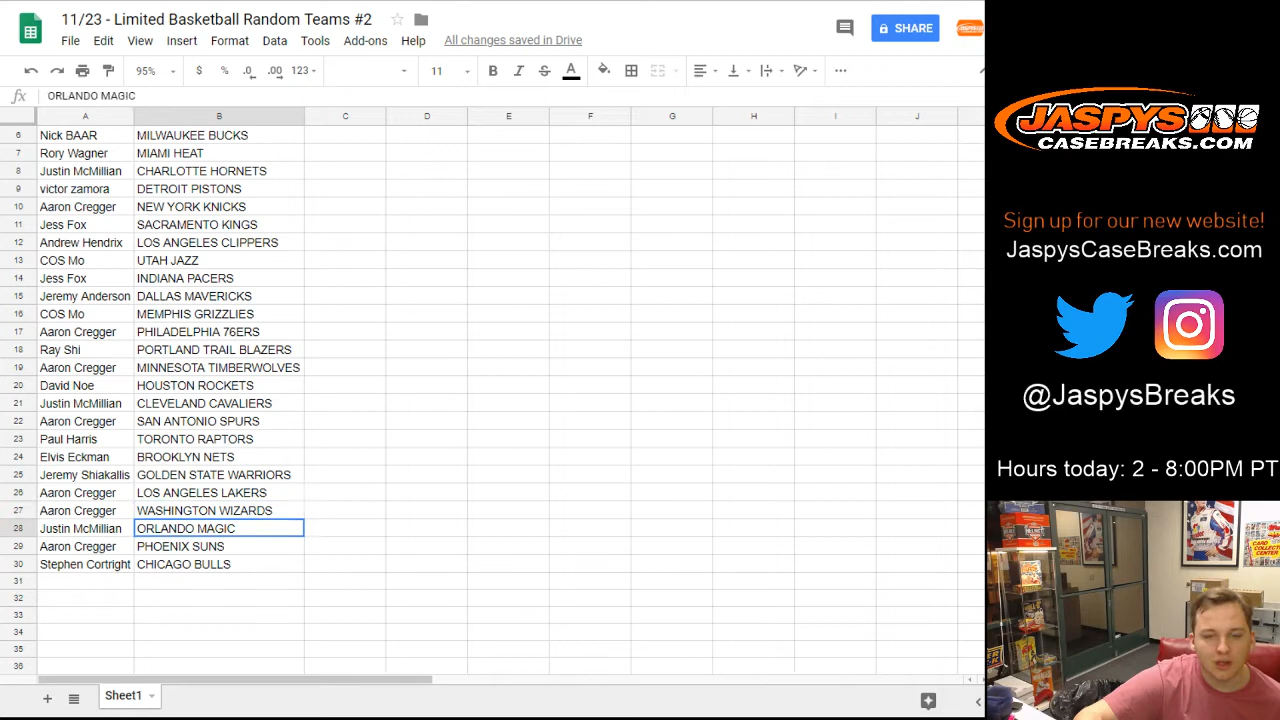 11/23 - Limited Basketball Random Teams #2
File Edit View Insert Format Data Tools Add-ons Help All changes saved in Drive
SHARE
95% $ % .0 .00 123 11 B I S A
fx ORLANDO MAGIC
A B C D E F G H I J
6 Nick BAAR MILWAUKEE BUCKS
7 Rory Wagner MIAMI HEAT
8 Justin McMillian CHARLOTTE HORNETS
9 victor zamora DETROIT PISTONS
10 Aaron Cregger NEW YORK KNICKS
11 Jess Fox SACRAMENTO KINGS
12 Andrew Hendrix LOS ANGELES CLIPPERS
13 COS Mo UTAH JAZZ
14 Jess Fox INDIANA PACERS
15 Jeremy Anderson DALLAS MAVERICKS
16 COS Mo MEMPHIS GRIZZLIES
17 Aaron Cregger PHILADELPHIA 76ERS
18 Ray Shi PORTLAND TRAIL BLAZERS
19 Aaron Cregger MINNESOTA TIMBERWOLVES
20 David Noe HOUSTON ROCKETS
21 Justin McMillian CLEVELAND CAVALIERS
22 Aaron Cregger SAN ANTONIO SPURS
23 Paul Harris TORONTO RAPTORS
24 Elvis Eckman BROOKLYN NETS
25 Jeremy Shiakallis GOLDEN STATE WARRIORS
26 Aaron Cregger LOS ANGELES LAKERS
27 Aaron Cregger WASHINGTON WIZARDS
28 Justin McMillian ORLANDO MAGIC
29 Aaron Cregger PHOENIX SUNS
30 Stephen Cortright CHICAGO BULLS
31
32
33
34
35
36
Sheet1
JASPYS
CASEBREAKS.COM
Sign up for our new website!
JaspysCaseBreaks.com
@JaspysBreaks
Hours today: 2 - 8:00PM PT
CARD
COLLECTOR
CENTER